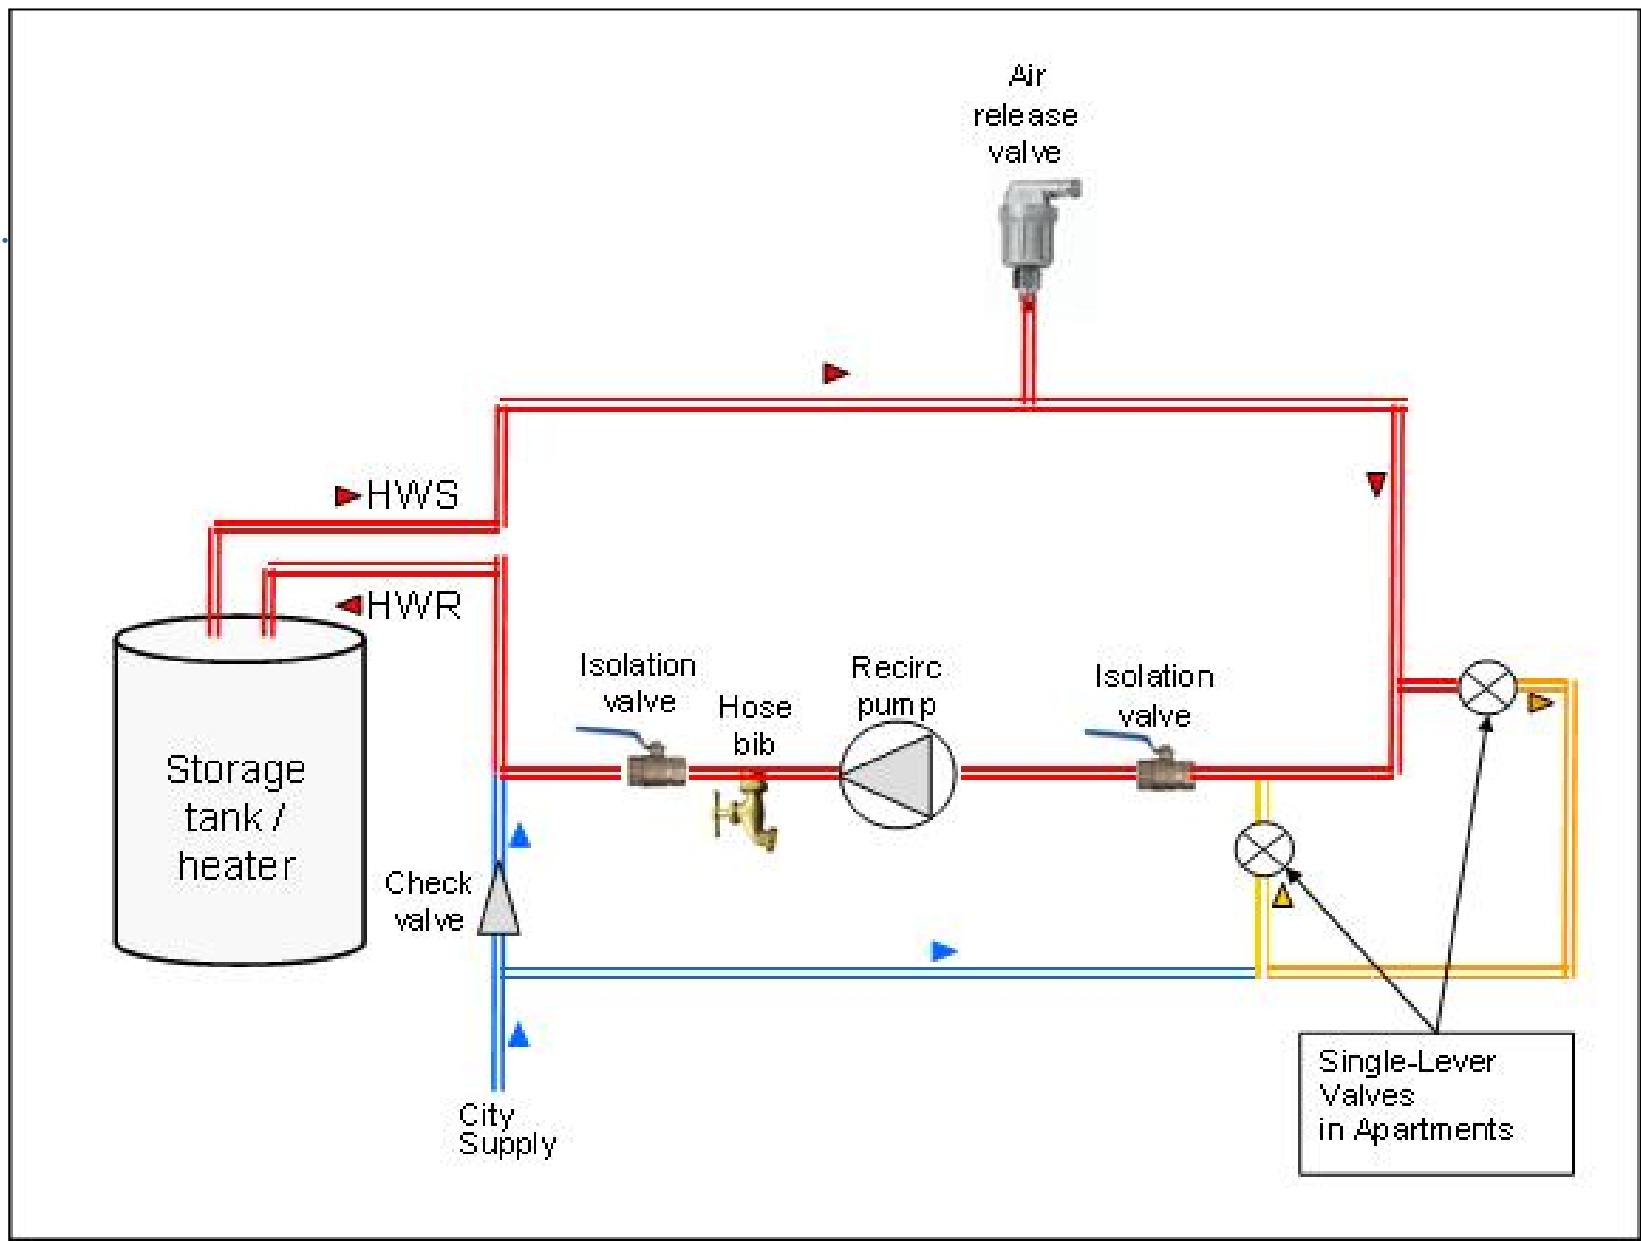 Air
release
valve
HWS
HWR
Isolation
valve
Hose
bib
Recirc
pump
Isolation
valve
Storage
tank /
heater
Check
valve
City
Supply
Single-Lever
Valves
in Apartments